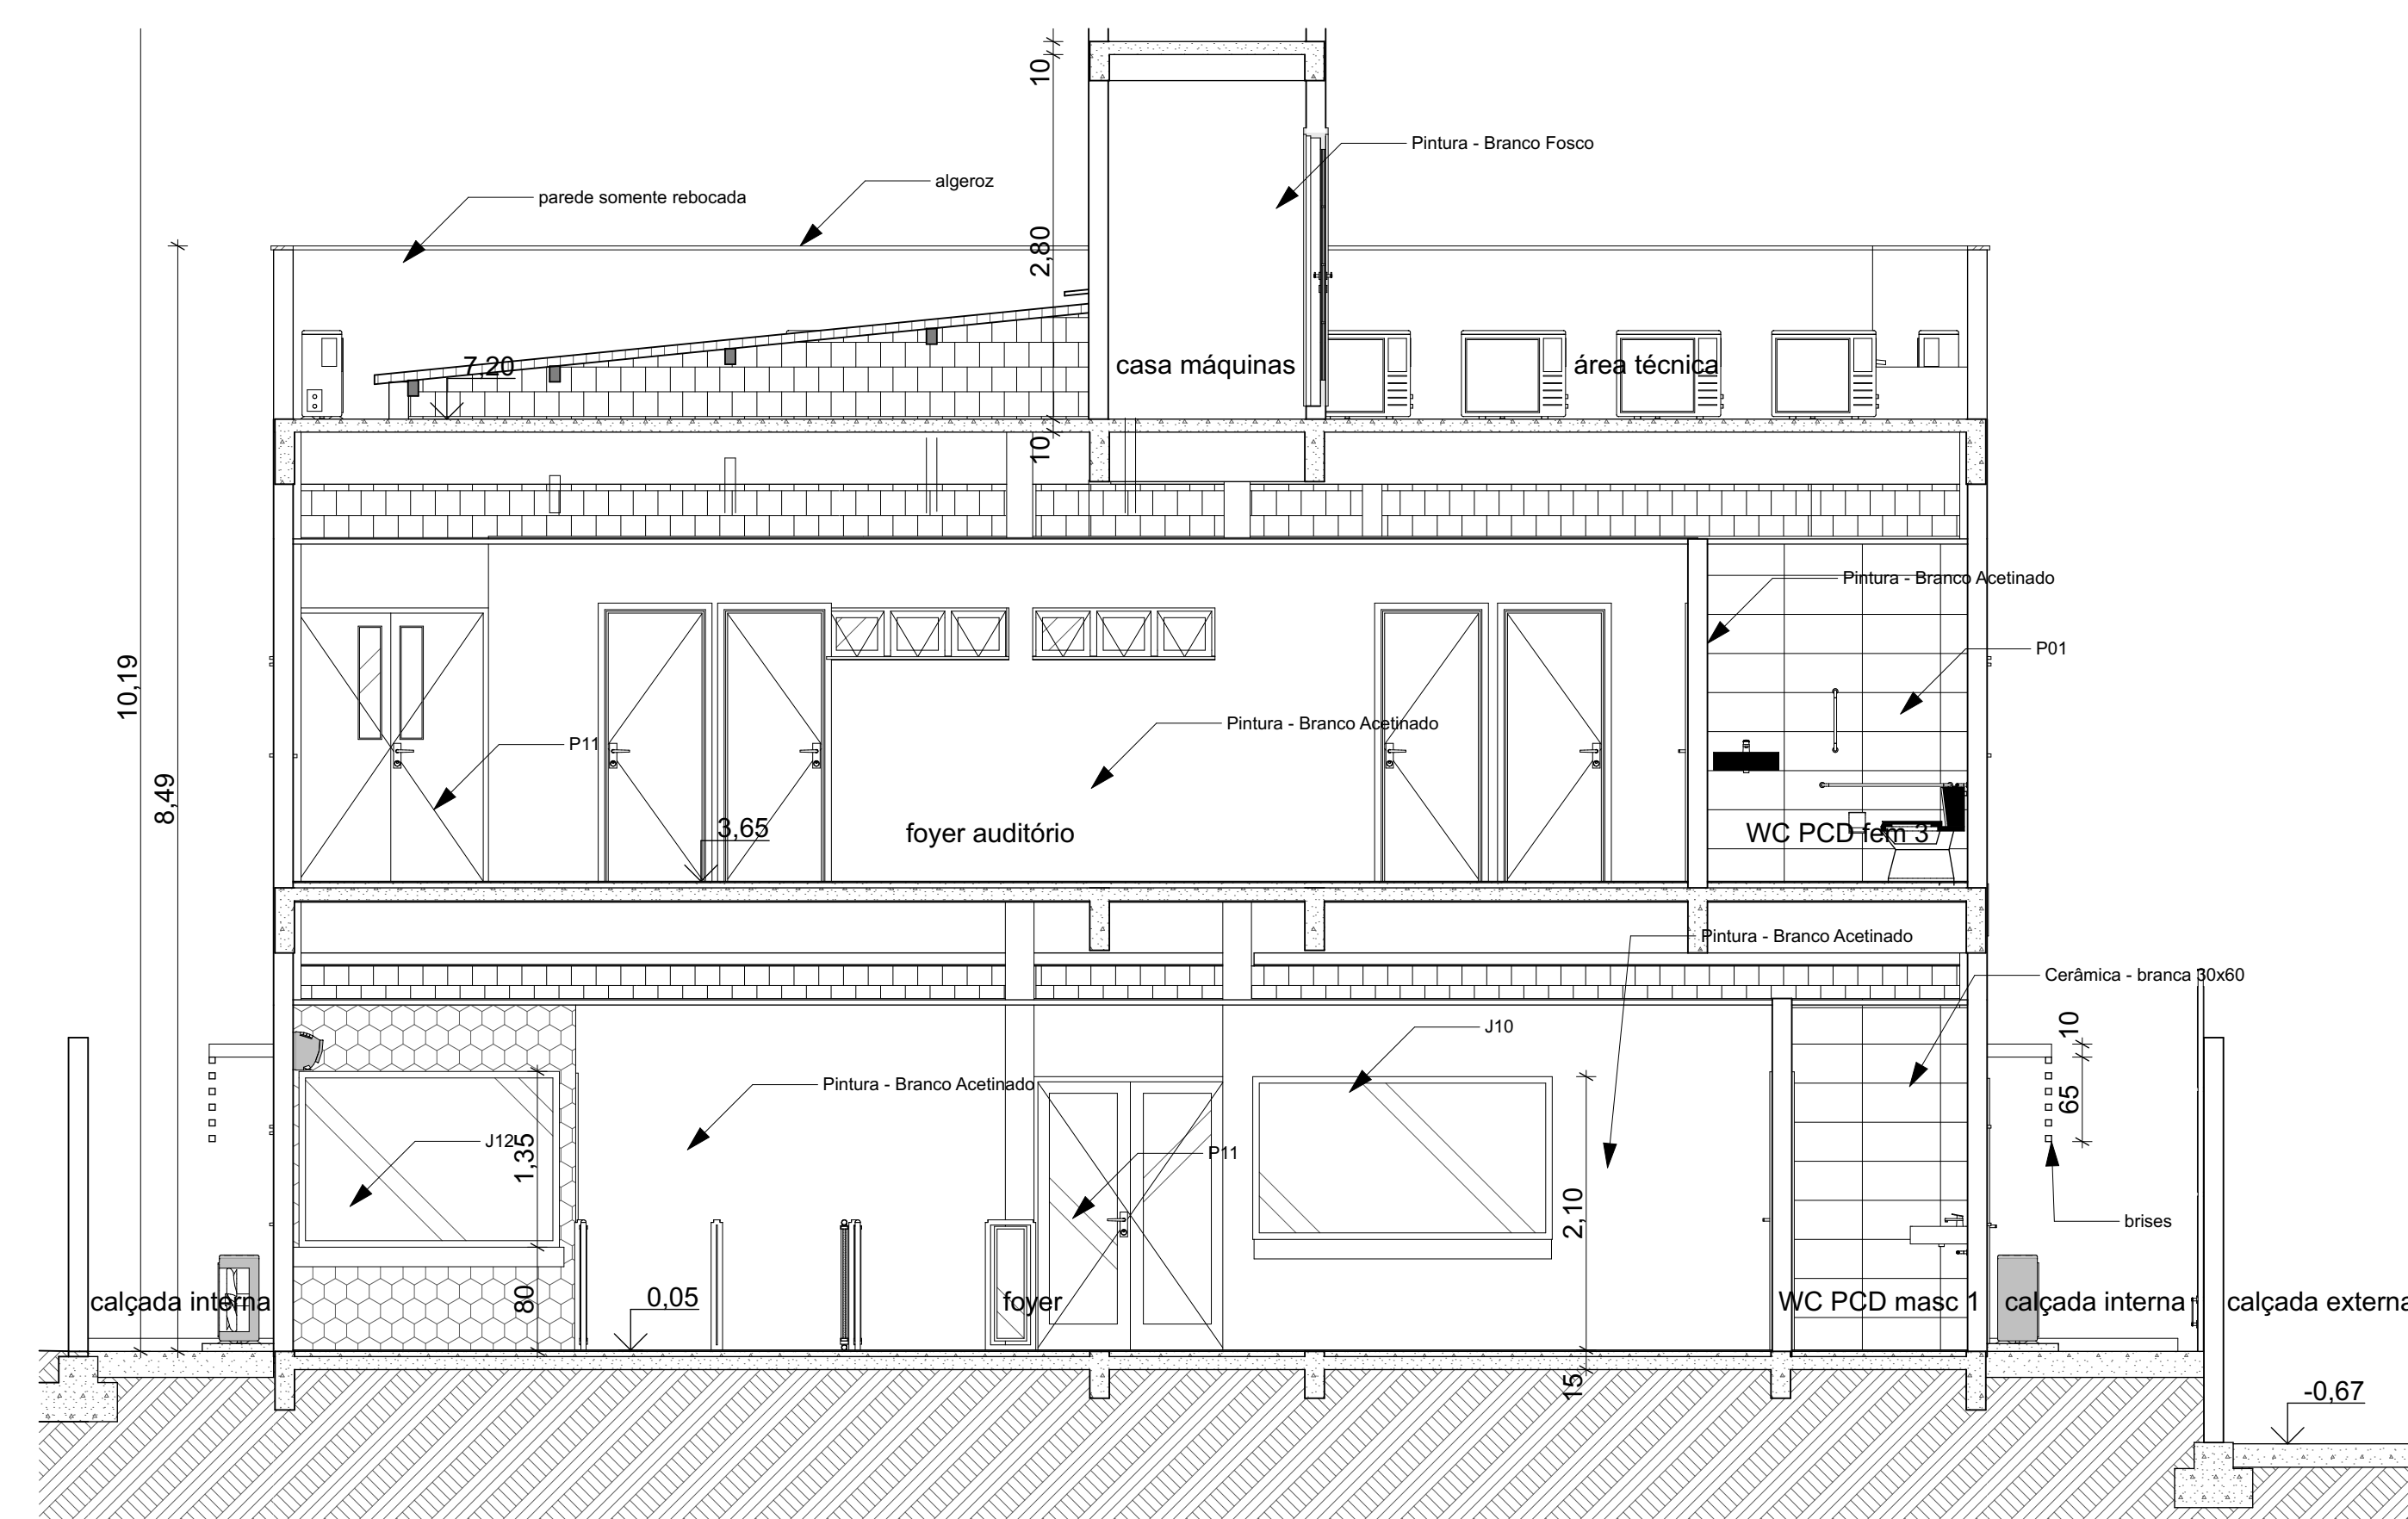 10
Pintura - Branco Fosco
algeroz
parede somente rebocada
2,80
7,20
casa máquinas
área técnica
10
Pintura - Branco Acetinado
P01
10,19
Pintura - Branco Acetinado
P11
8,49
3,65
foyer auditório
WC PCD fem 3
Pintura - Branco Acetinado
Cerâmica - branca 30x60
J10
10
Pintura - Branco Acetinado
65
J12
1,35
P11
2,10
brises
calçada interna
80
0,05
foyer
WC PCD masc 1
calçada interna
calçada externa
15
-0,67